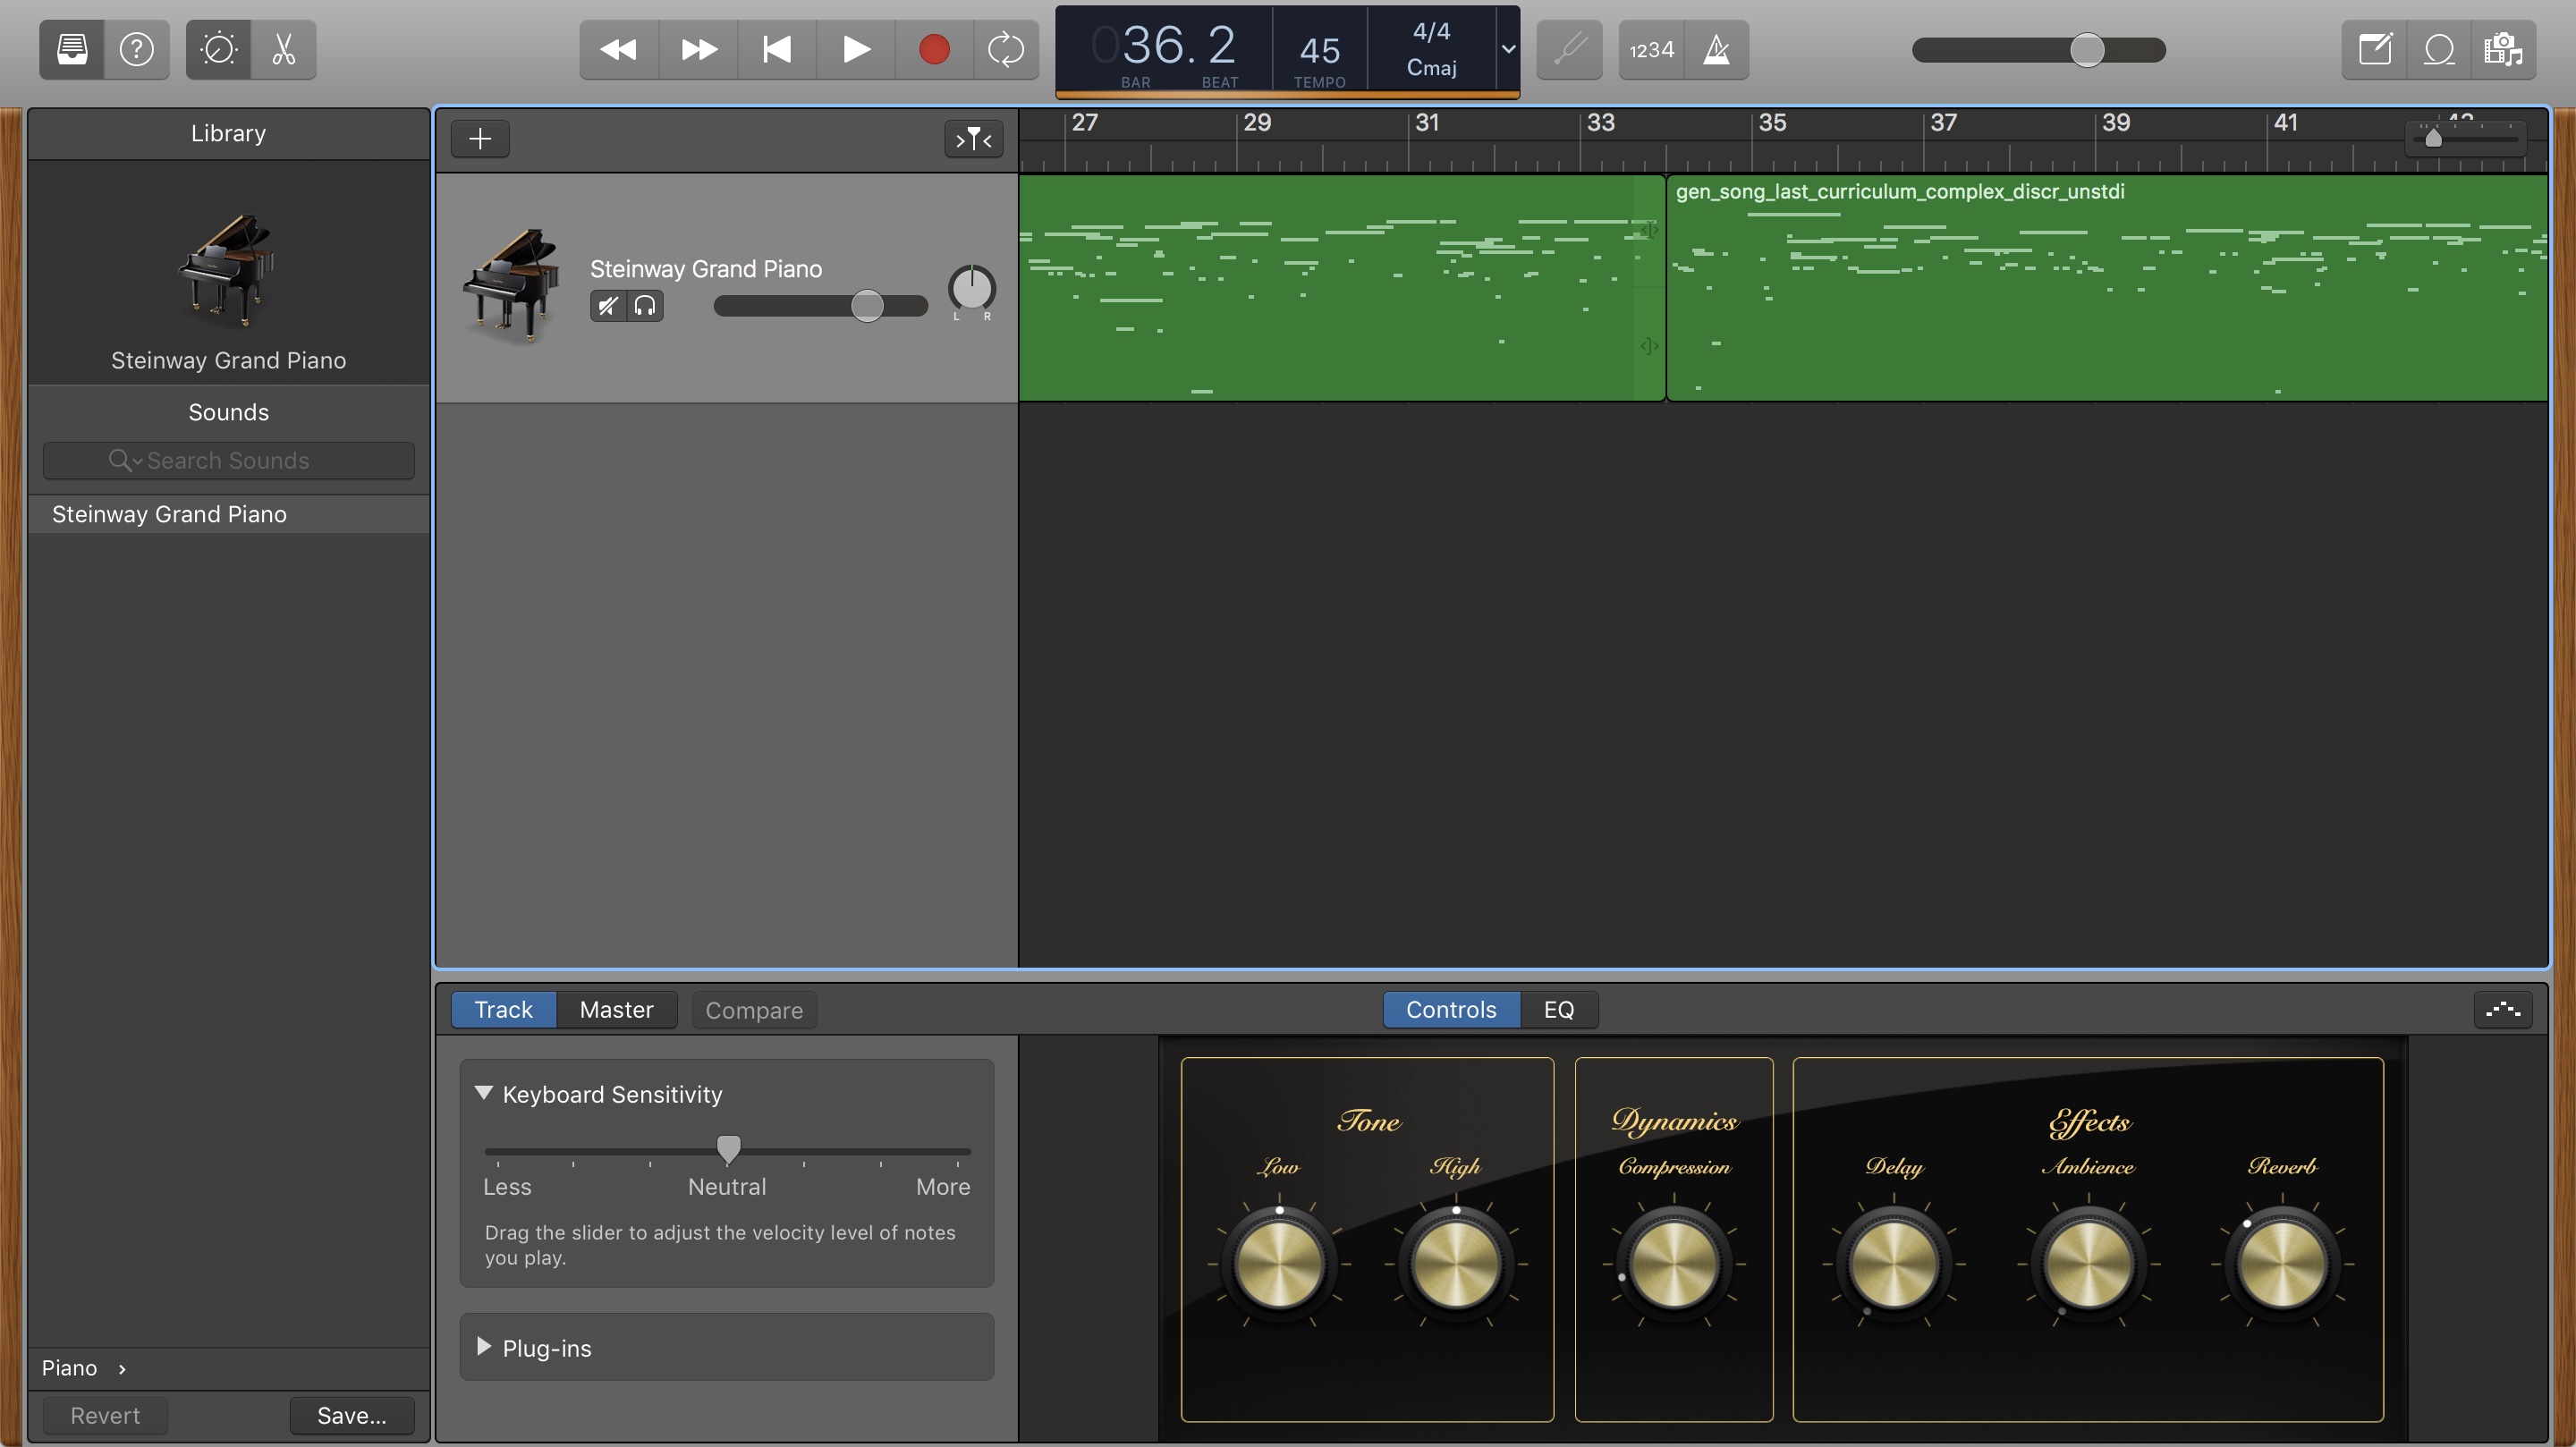 036. 2
45
4/4
Cmaj
BAR
BEAT
TEMPO
1234
Library
Steinway Grand Piano
Sounds
Search Sounds
Steinway Grand Piano
Piano
Revert
Save...
27
29
31
33
35
37
39
41
Steinway Grand Piano
L
R
gen_song_last_curriculum_complex_discr_unstdi
Track
Master
Compare
Controls
EQ
Keyboard Sensitivity
Less
Neutral
More
Drag the slider to adjust the velocity level of notes
you play.
Plug-ins
Tone
Low
High
Dynamics
Compression
Effects
Delay
Ambience
Reverb